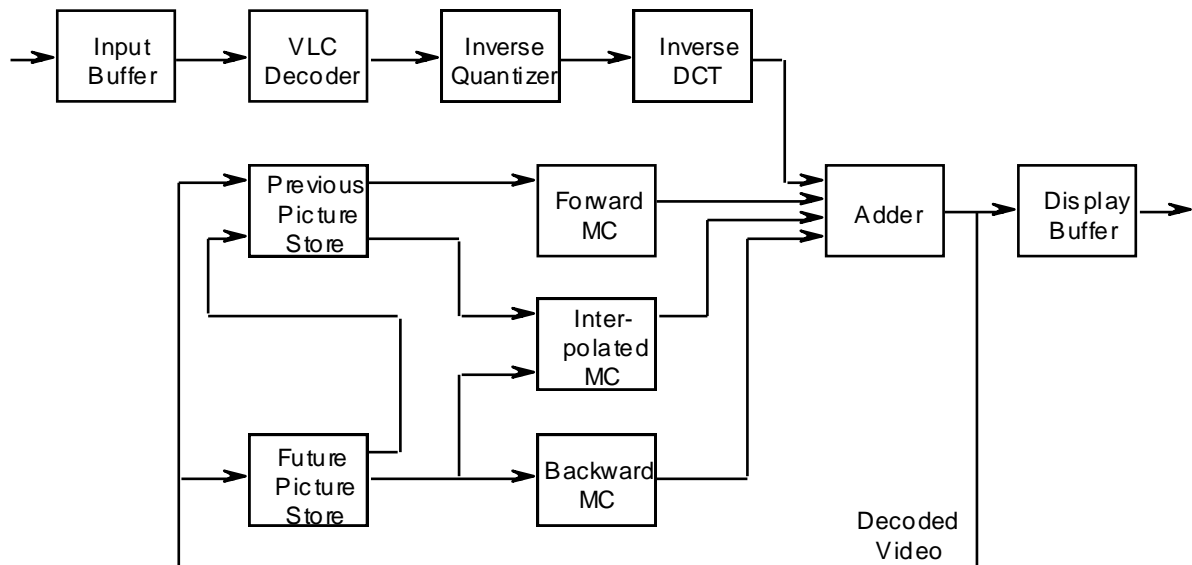 Input
Buffer
VLC
Decoder
Inverse
Quantizer
Inverse
DCT
Previous
Picture
Store
Forward
MC
Adder
Display
Buffer
Inter-
polated
MC
Future
Picture
Store
Backward
MC
Decoded
Video